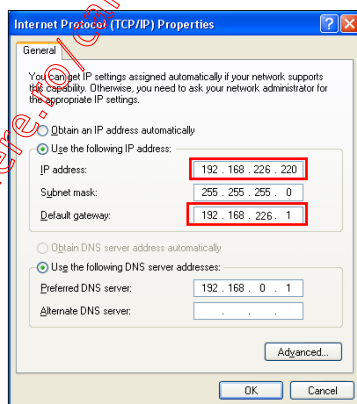 Internet Protocol (TCP/IP) Properties
General
You can get IP settings assigned automatically if your network supports
this capability. Otherwise, you need to ask your network administrator for
the appropriate IP settings.
Obtain an IP address automatically
Use the following IP address:
IP address: 192 . 168 . 226 . 220
Subnet mask: 255 . 255 . 255 . 0
Default gateway: 192 . 168 . 226 . 1
Obtain DNS server address automatically
Use the following DNS server addresses:
Preferred DNS server: 192 . 168 . 0 . 1
Alternate DNS server: . . .
Advanced...
OK Cancel
ere.ro/